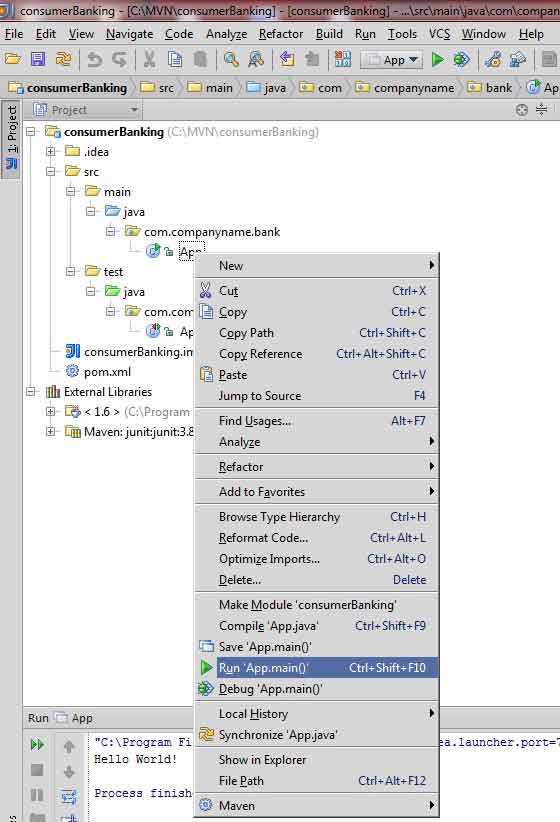 consumerBanking - [C:\MVN\consumerBanking] - [consumerBanking] - ...\src\main\java\com\compan
File Edit View Navigate Code Analyze Refactor Build Run Tools VCS Window Help
App
consumerBanking src main java com companyname bank Ap
1: Project
Project
consumerBanking (C:\MVN\consumerBanking)
.idea
src
main
java
com.companyname.bank
App
test
java
com.com
Ap
consumerBanking.im
pom.xml
External Libraries
< 1.6 > (C:\Program
Maven: junit:junit:3.8
New
Cut Ctrl+X
Copy Ctrl+C
Copy Path Ctrl+Shift+C
Copy Reference Ctrl+Alt+Shift+C
Paste Ctrl+V
Jump to Source F4
Find Usages... Alt+F7
Analyze
Refactor
Add to Favorites
Browse Type Hierarchy Ctrl+H
Reformat Code... Ctrl+Alt+L
Optimize Imports... Ctrl+Alt+O
Delete... Delete
Make Module 'consumerBanking'
Compile 'App.java' Ctrl+Shift+F9
Save 'App.main()'
Run 'App.main()' Ctrl+Shift+F10
Debug 'App.main()'
Local History
Synchronize 'App.java'
Show in Explorer
File Path Ctrl+Alt+F12
Maven
Run App
"C:\Program Fi ea.launcher.port=7
Hello World!
Process finish